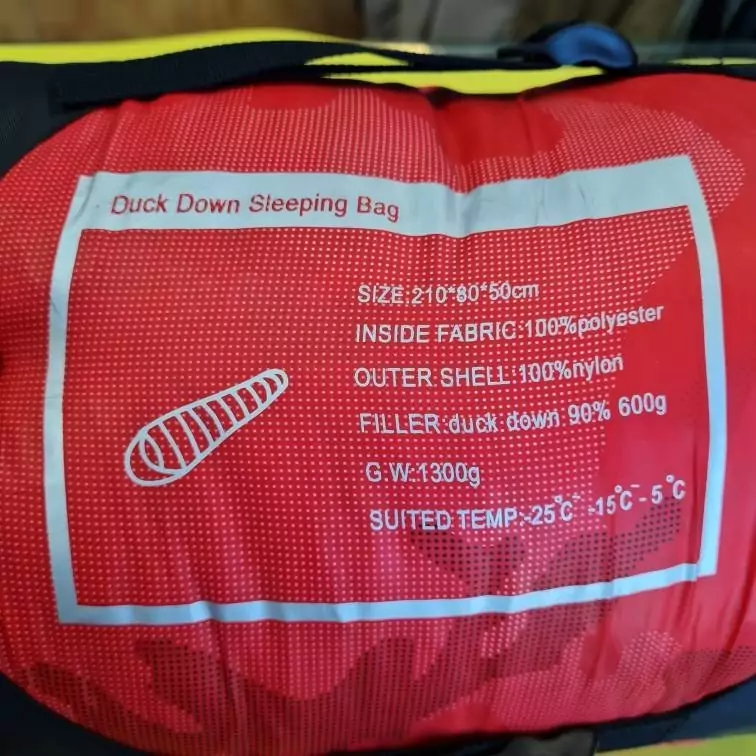 Duck Down Sleeping Bag
SIZE:210*80*50cm
INSIDE FABRIC:100%polyester
OUTER SHELL:100%nylon
FILLER:duck down 90% 600g
G.W:1300g
SUITED TEMP:-25℃~ -15℃~ - 5℃